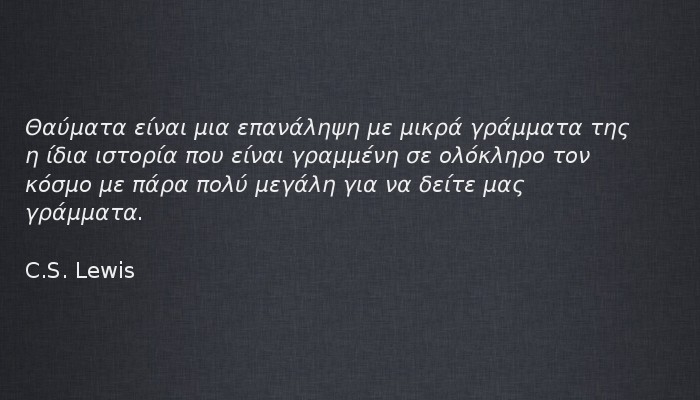 Θαύματα είναι μια επανάληψη με μικρά γράμματα της
η ίδια ιστορία που είναι γραμμένη σε ολόκληρο τον
κόσμο με πάρα πολύ μεγάλη για να δείτε μας
γράμματα.
C.S. Lewis